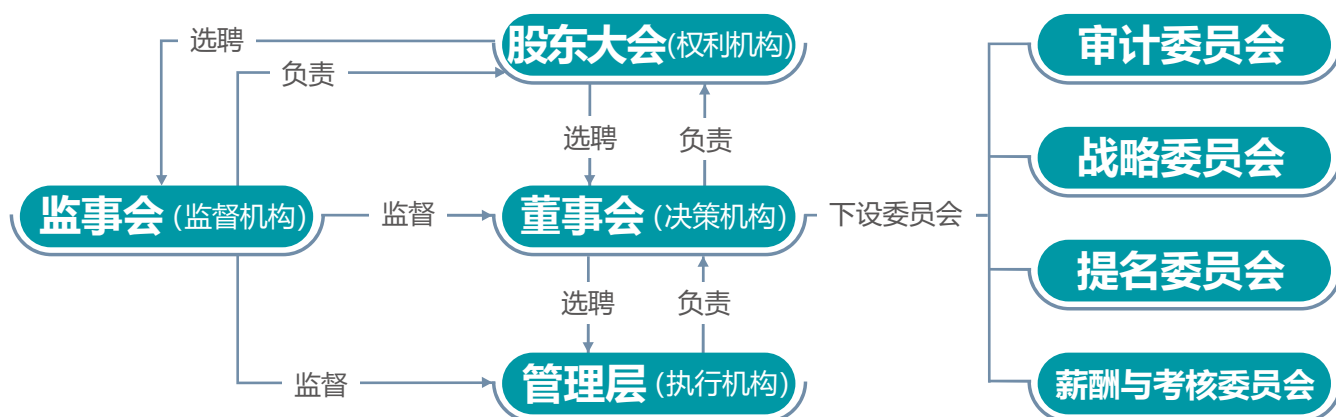 选聘
股东大会(权利机构)
审计委员会
负责
选聘
负责
战略委员会
监事会(监督机构)
监督
董事会(决策机构)
下设委员会
提名委员会
选聘
负责
监督
管理层(执行机构)
薪酬与考核委员会